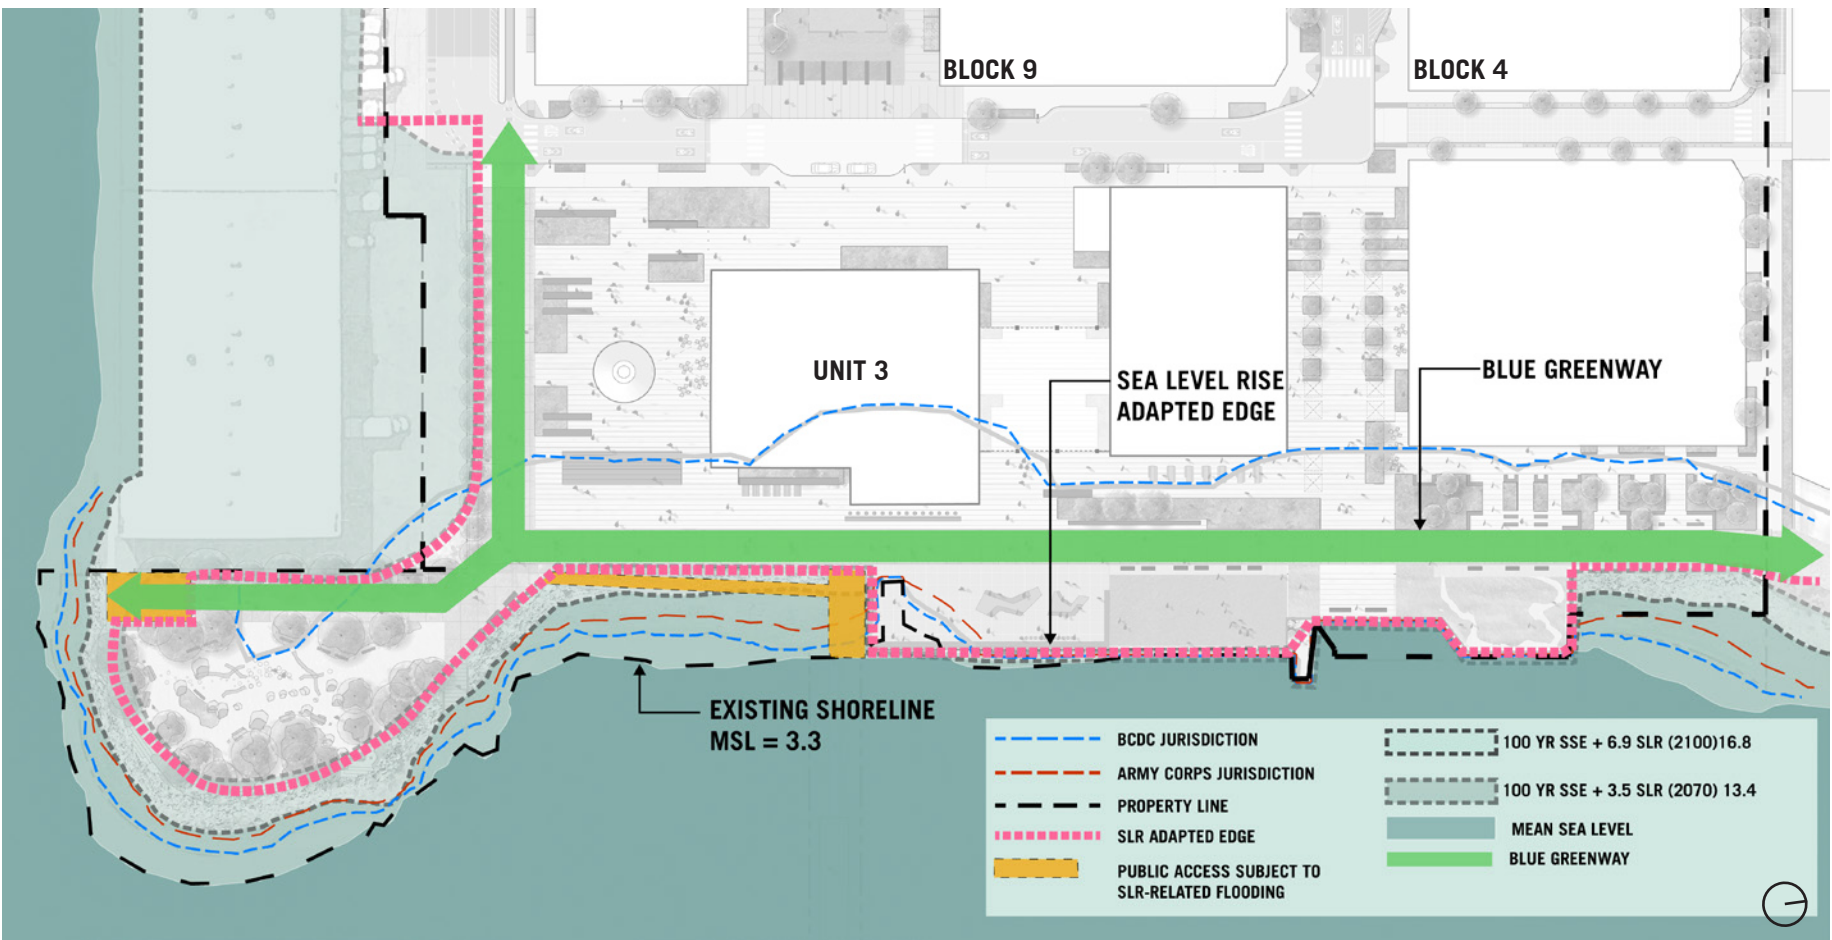 BLOCK 9
BLOCK 4
UNIT 3
SEA LEVEL RISE
ADAPTED EDGE
BLUE GREENWAY
EXISTING SHORELINE
MSL = 3.3
BCDC JURISDICTION
ARMY CORPS JURISDICTION
PROPERTY LINE
SLR ADAPTED EDGE
PUBLIC ACCESS SUBJECT TO
SLR-RELATED FLOODING
100 YR SSE + 6.9 SLR (2100)16.8
100 YR SSE + 3.5 SLR (2070) 13.4
MEAN SEA LEVEL
BLUE GREENWAY